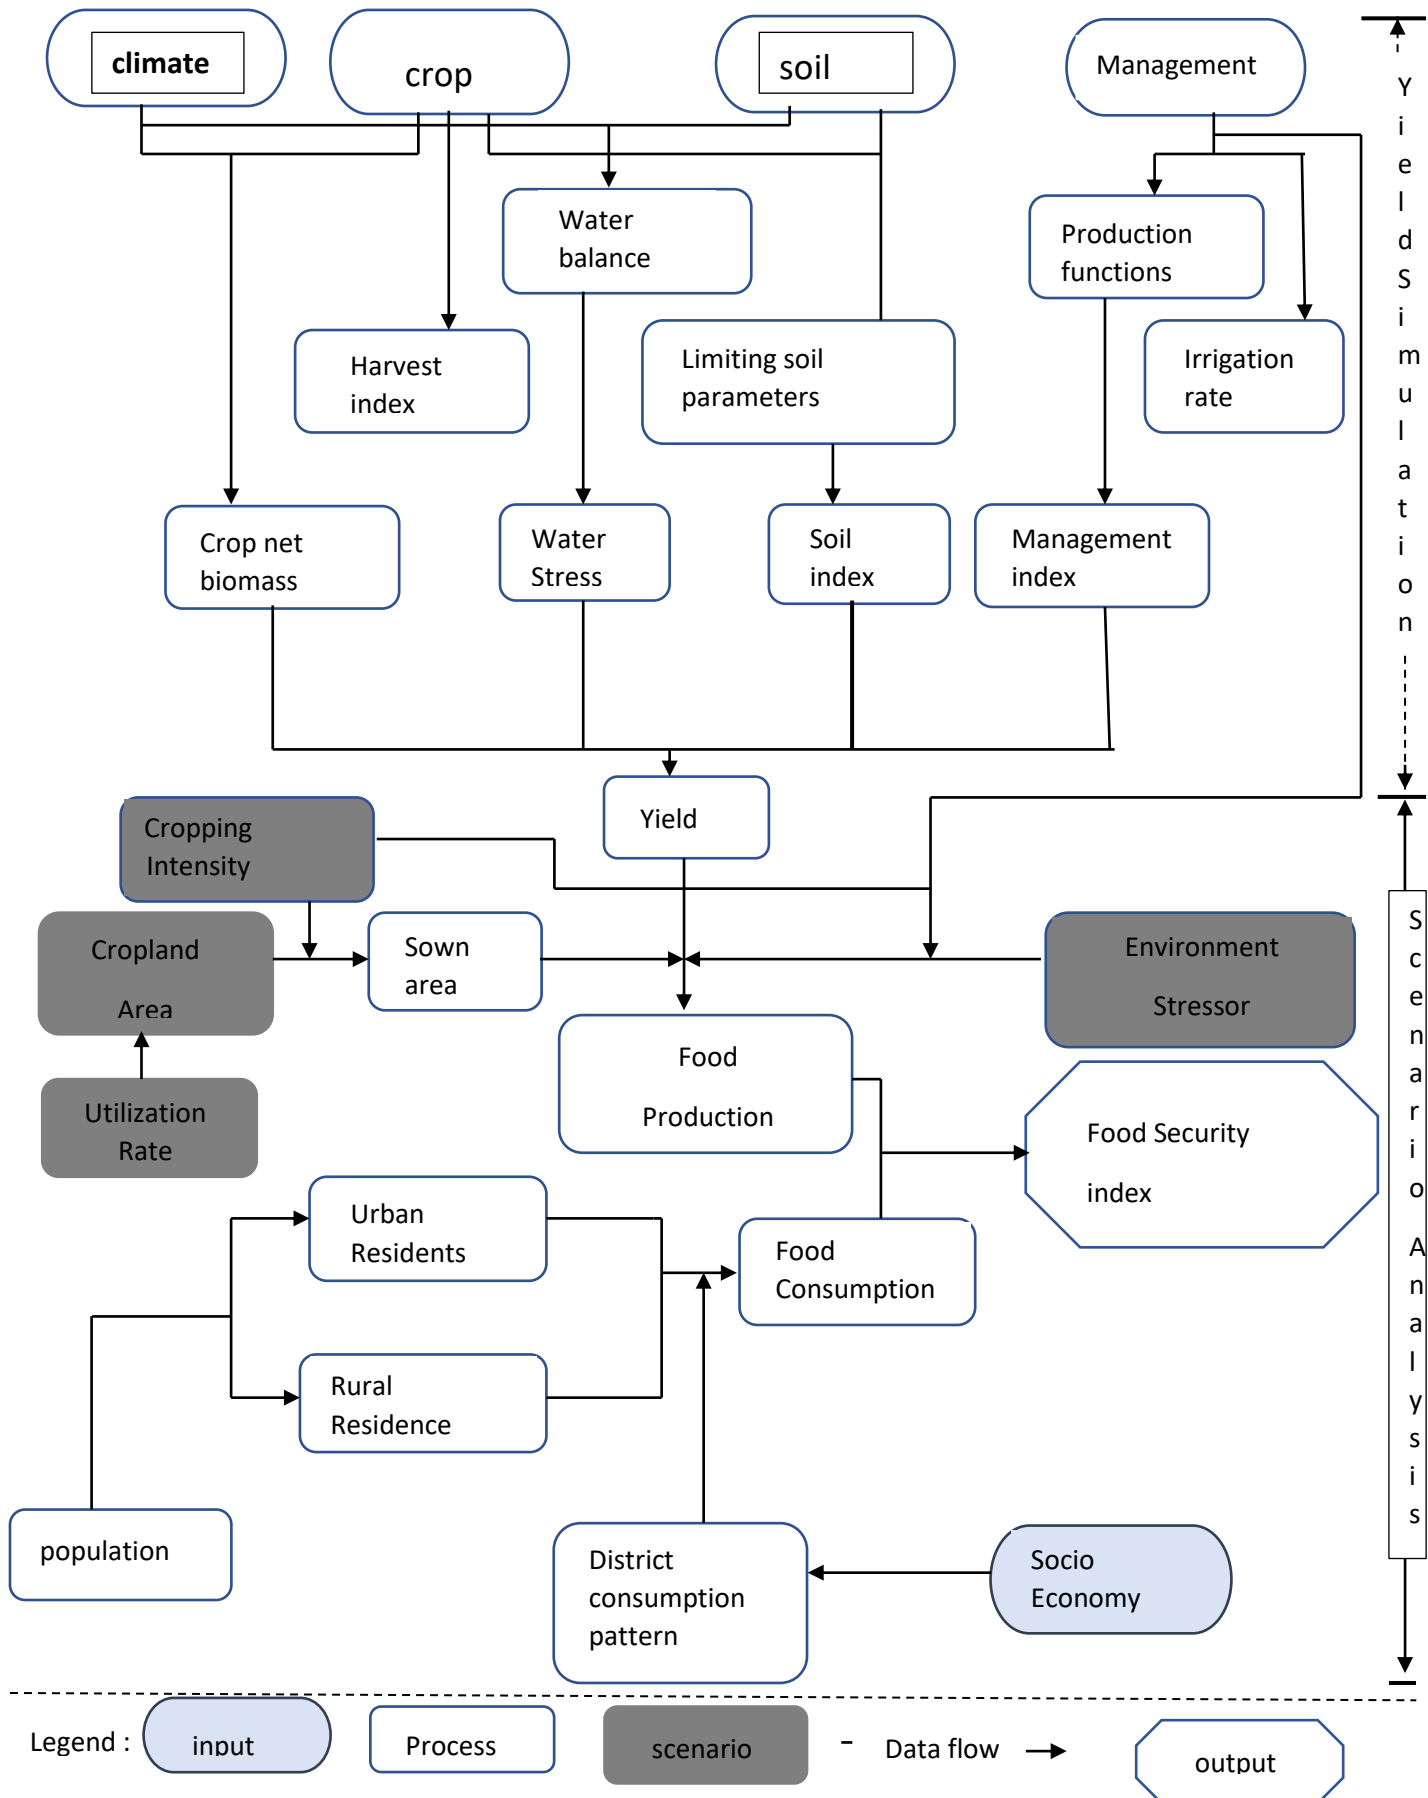 climate
crop
soil
Management
Yield Simulation
Water
balance
Production
functions
Harvest
index
Limiting soil
parameters
Irrigation
rate
Crop net
biomass
Water
Stress
Soil
index
Management
index
Yield
Cropping
Intensity
Cropland
Area
Sown
area
Environment
Stressor
Scenario Analysis
Utilization
Rate
Food
Production
Food Security
index
Urban
Residents
Food
Consumption
Rural
Residence
population
District
consumption
pattern
Socio
Economy
Legend :
input
Process
scenario
- Data flow
output